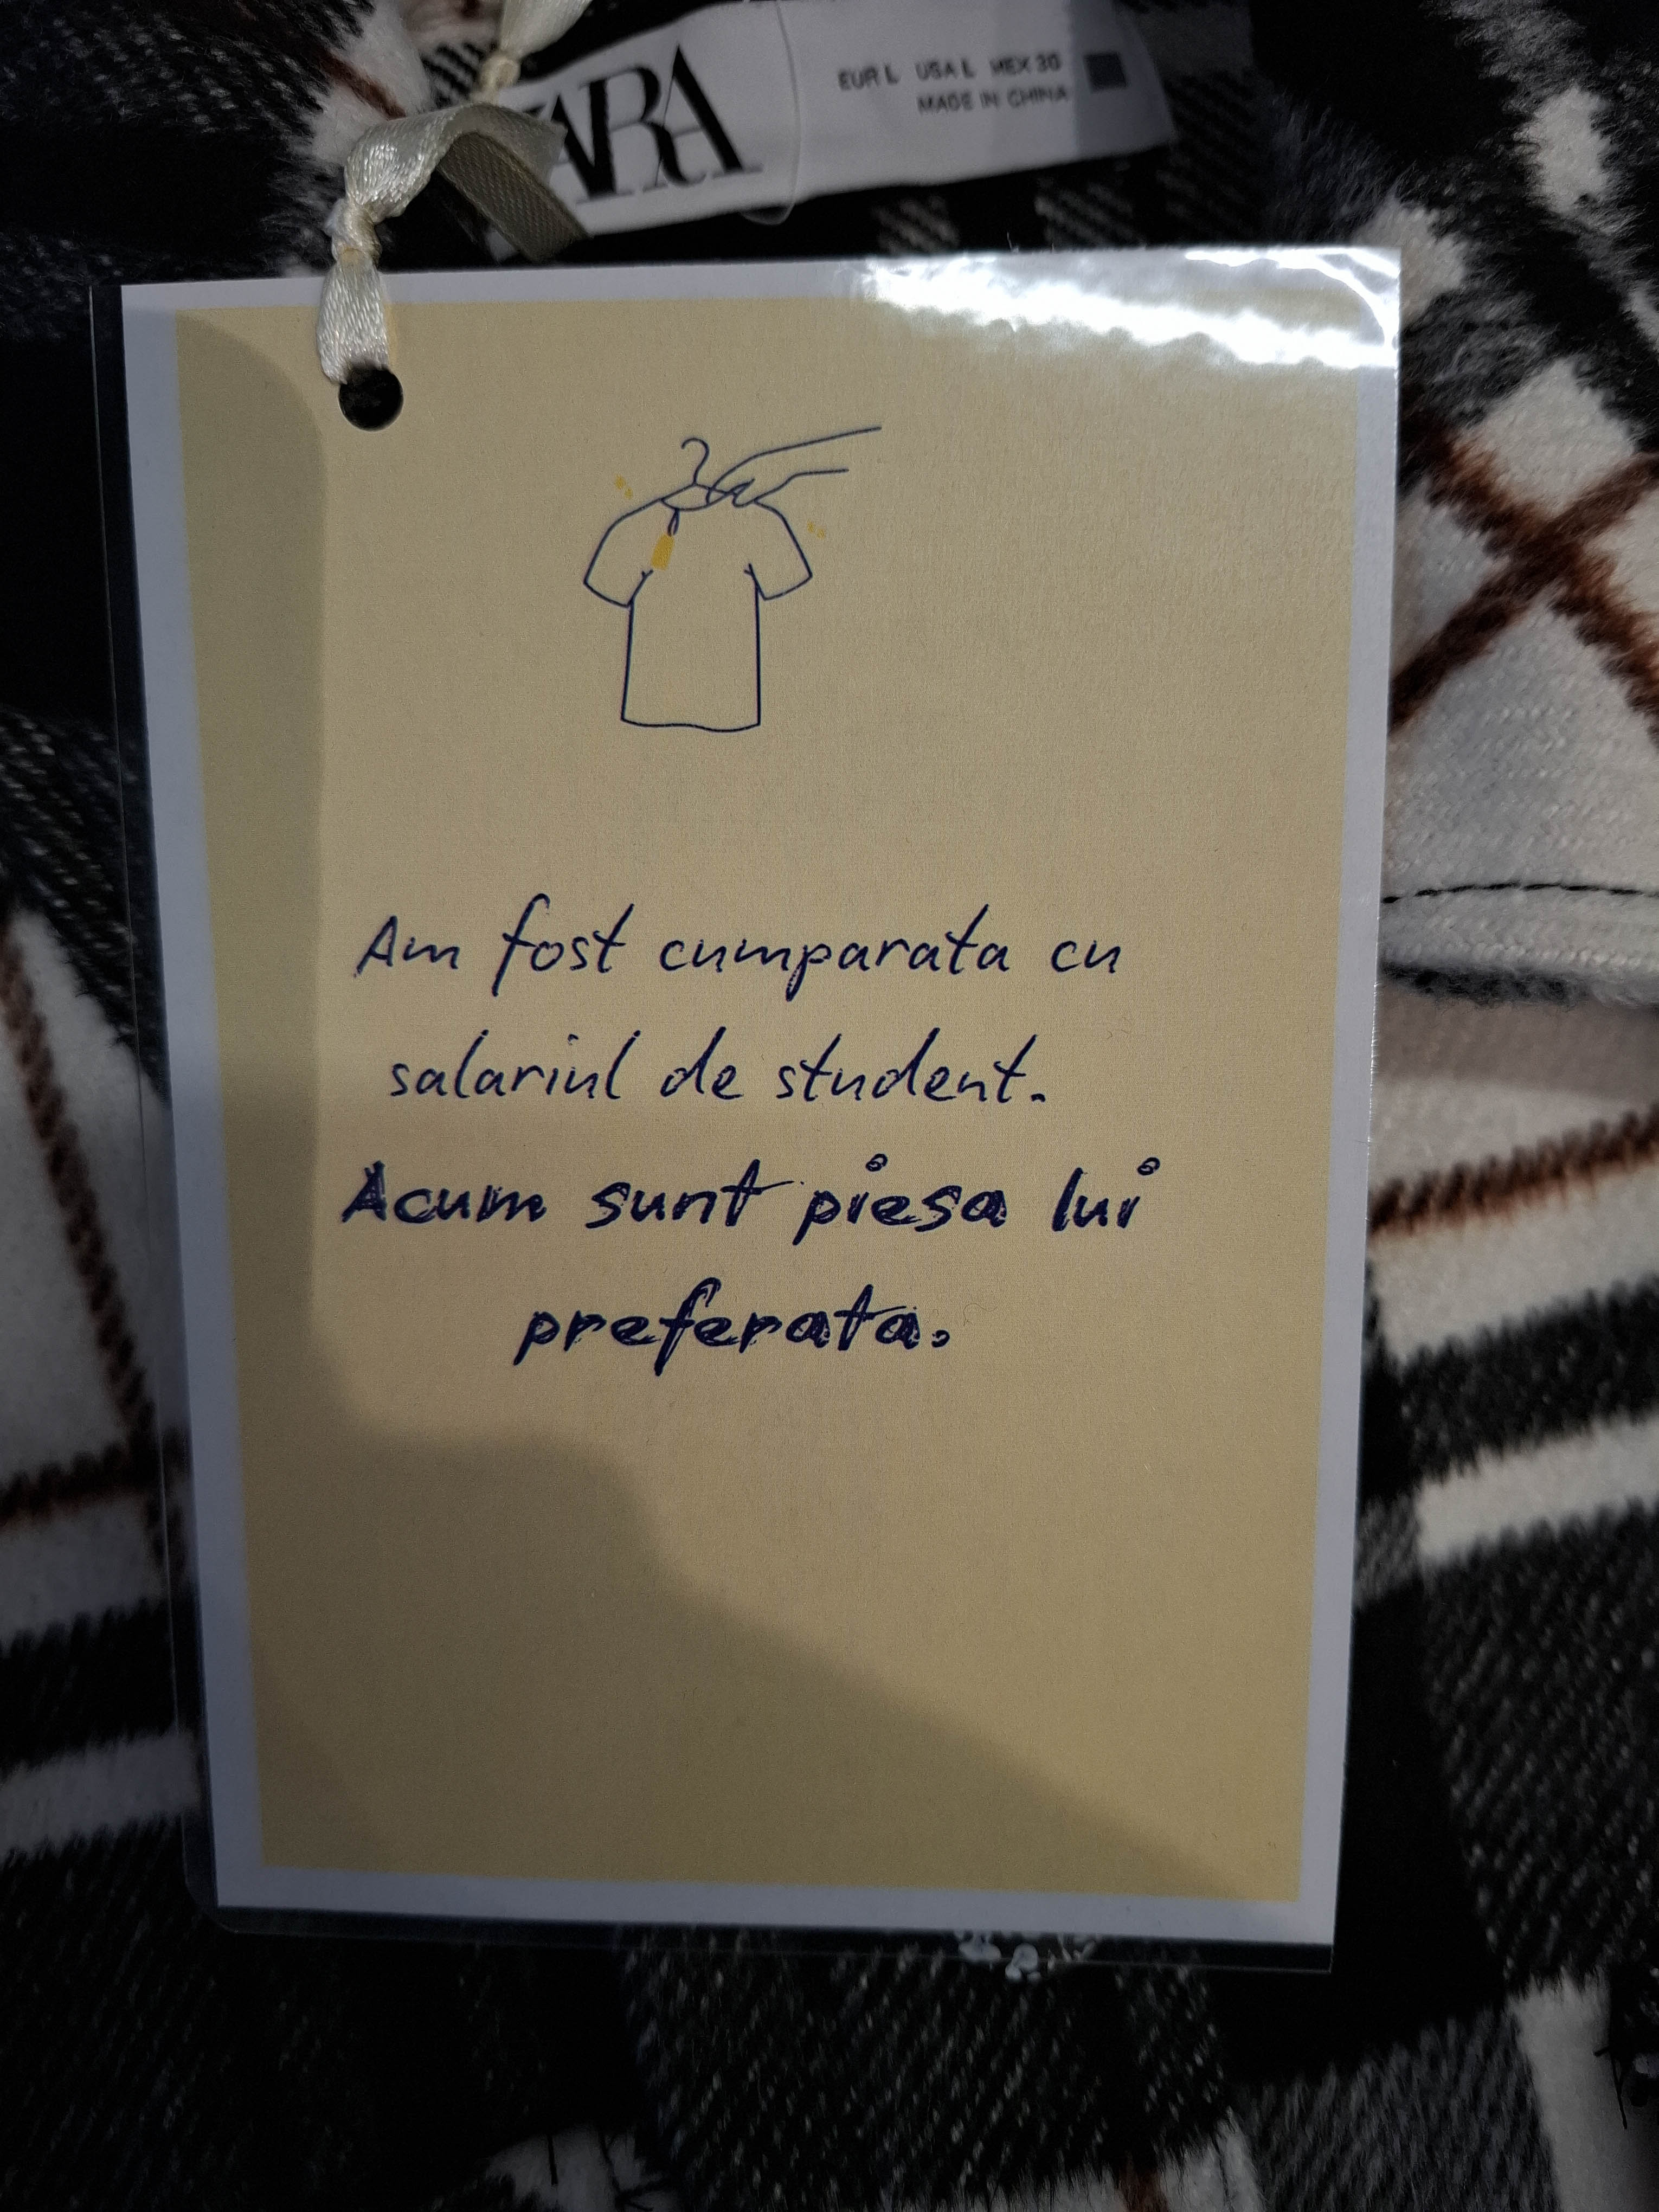 ZARA
EUR L USA L MEX 30
MADE IN CHINA
Am fost cumparata cu
salariul de student.
Acum sunt piesa lui
preferata.